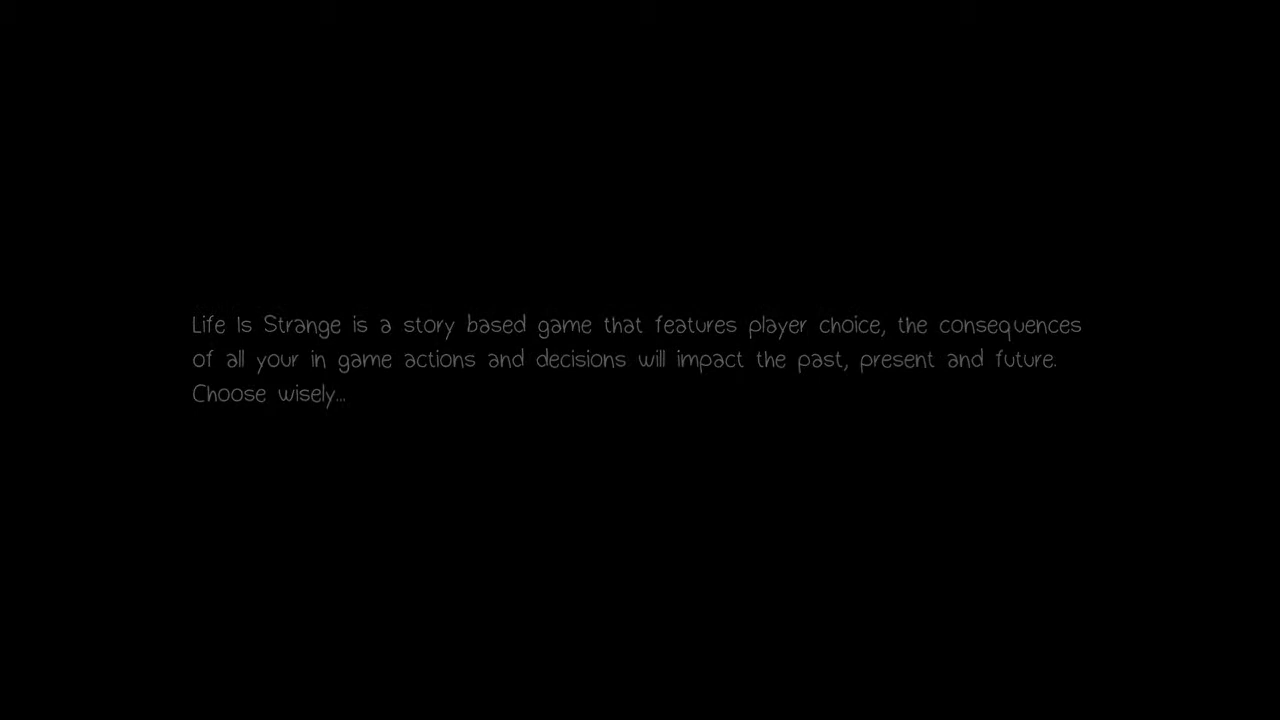 Life Is Strange is a story based game that features player choice, the consequences
of all your in game actions and decisions will impact the past, present and future.
Choose wisely...